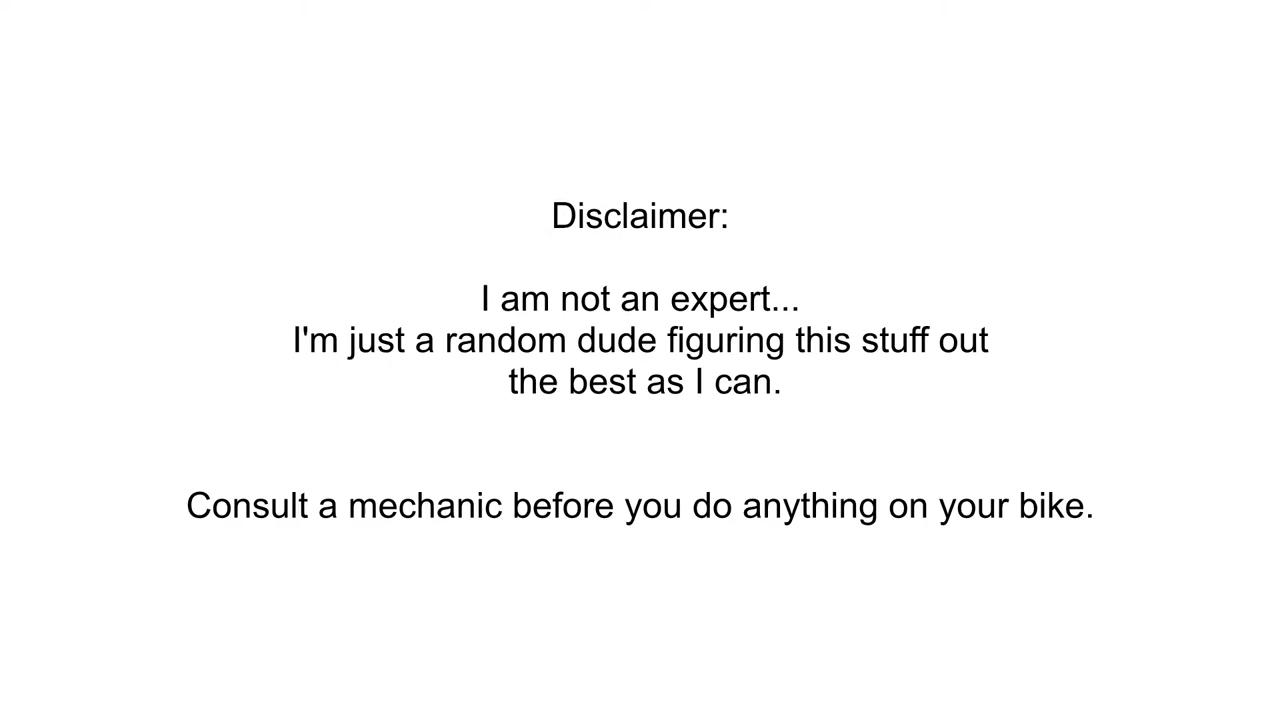 Disclaimer:
I am not an expert...
I'm just a random dude figuring this stuff out
the best as I can.
Consult a mechanic before you do anything on your bike.